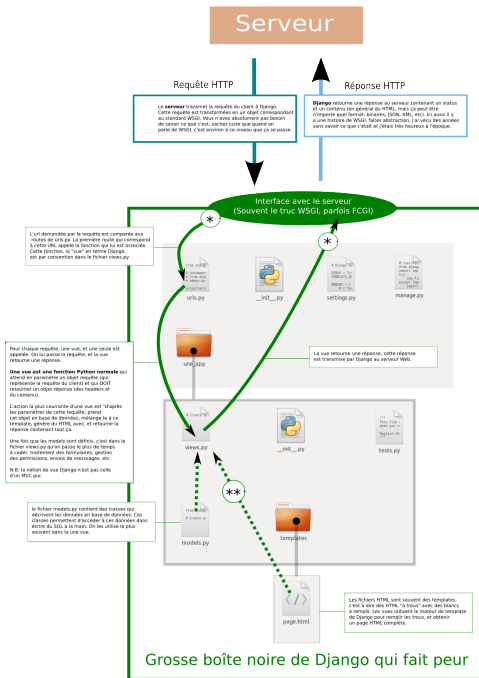 Serveur
Requête HTTP
Réponse HTTP
Le serveur transmet la requête du client à Django.
Cette requête est transformées en un objet correspondant
au standard WSGI. Vous n'avez absolument pas besoin
de savoir ce que c'est, sachez juste que quand on
parle de WSGI, c'est environ à ce niveau que ça se passe.
Django retourne une réponse au serveur contenant un status
et un contenu (en général du HTML, mais ça peut être
n'importe quel format: binaires, JSON, XML, etc). Ici aussi il y
a une histoire de WSGI, faites abstraction, j'ai vécu des années
sans savoir ce que c'était et j'étais très heureux à l'époque.
Interface avec le serveur
(Souvent le truc WSGI, parfois FCGI)
*
*
L'url demandée par la requête est comparée aux
routes de urls.py. La première route qui correspond
à cette URL appele la fonction qui lui est associée.
Cette fonction, la "vue" en terme Django,
est par convention dans le fichier views.py
urls.py
__init__.py
settings.py
manage.py
Pour chaque requête, une vue, et une seule est
appelée. On lui passe la requête, et la vue
retourne une réponse.
Une vue est une fonction Python normale qui
attend en paramètre un objet requête (qui
représente la requête du client) et qui DOIT
retourner un objet réponse (des headers et
du contenu).
L'action la plus courante d'une vue est "d'après
les paramètres de cette requête, prend
cet objet en base de données, mélange le à ce
template, génère du HTML avec, et retourne la
réponse contenant tout ça.
Une fois que les models sont définis, c'est dans le
fichier views.py qu'on passe le plus de temps
à coder: traitement des formulaires, gestion
des permissions, envois de messages, etc
N.B: la notion de vue Django n'est pas celle
d'un MVC pur.
une_app
La vue retourne une réponse, cette réponse
est transmise par Django au serveur Web.
views.py
__init__.py
tests.py
**
le fichier models.py contient des classes qui
décrivent les données en base de données. Ces
classes permettent d'accéder à ces données dans
écrire du SQL à la main. On les utilise le plus
souvent dans la une vue.
models.py
templates
page.html
Les fichiers HTML sont souvent des templates,
c'est à dire des HTML "à trous" avec des blancs
à remplir. Les vues utilisent le moteur de template
de Django pour remplir les trous, et obtenir
un page HTML complète.
Grosse boîte noire de Django qui fait peur